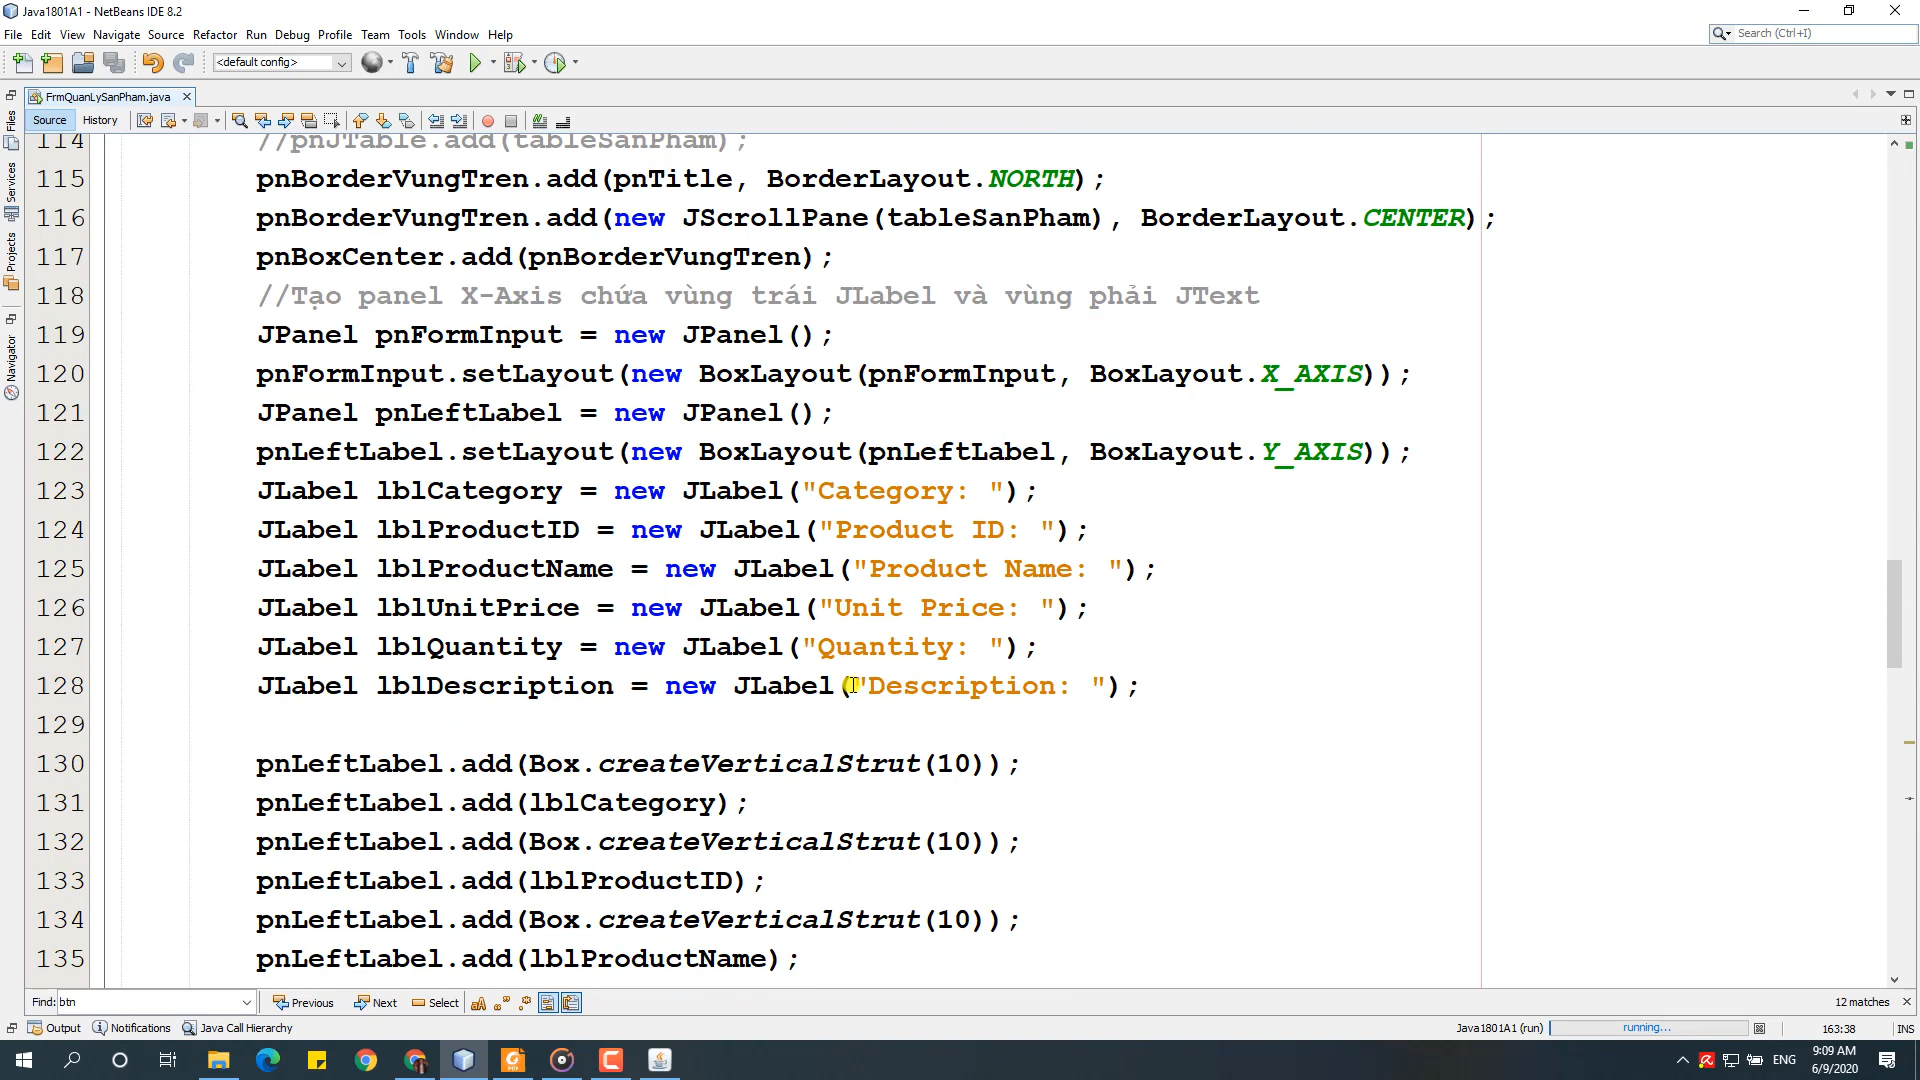 Java1801A1 - NetBeans IDE 8.2
File Edit View Navigate Source Refactor Run Debug Profile Team Tools Window Help
Search (Ctrl+I)
<default config>
FrmQuanLySanPham.java
Source History
Files
Services
Projects
Navigator
114 //pnJTable.add(tableSanPham);
115 pnBorderVungTren.add(pnTitle, BorderLayout.NORTH);
116 pnBorderVungTren.add(new JScrollPane(tableSanPham), BorderLayout.CENTER);
117 pnBoxCenter.add(pnBorderVungTren);
118 //Tạo panel X-Axis chứa vùng trái JLabel và vùng phải JText
119 JPanel pnFormInput = new JPanel();
120 pnFormInput.setLayout(new BoxLayout(pnFormInput, BoxLayout.X_AXIS));
121 JPanel pnLeftLabel = new JPanel();
122 pnLeftLabel.setLayout(new BoxLayout(pnLeftLabel, BoxLayout.Y_AXIS));
123 JLabel lblCategory = new JLabel("Category: ");
124 JLabel lblProductID = new JLabel("Product ID: ");
125 JLabel lblProductName = new JLabel("Product Name: ");
126 JLabel lblUnitPrice = new JLabel("Unit Price: ");
127 JLabel lblQuantity = new JLabel("Quantity: ");
128 JLabel lblDescription = new JLabel("Description: ");
129
130 pnLeftLabel.add(Box.createVerticalStrut(10));
131 pnLeftLabel.add(lblCategory);
132 pnLeftLabel.add(Box.createVerticalStrut(10));
133 pnLeftLabel.add(lblProductID);
134 pnLeftLabel.add(Box.createVerticalStrut(10));
135 pnLeftLabel.add(lblProductName);
Find: btn Previous Next Select 12 matches
Output Notifications Java Call Hierarchy Java1801A1 (run) running... 163:38 INS
ENG 9:09 AM
6/9/2020